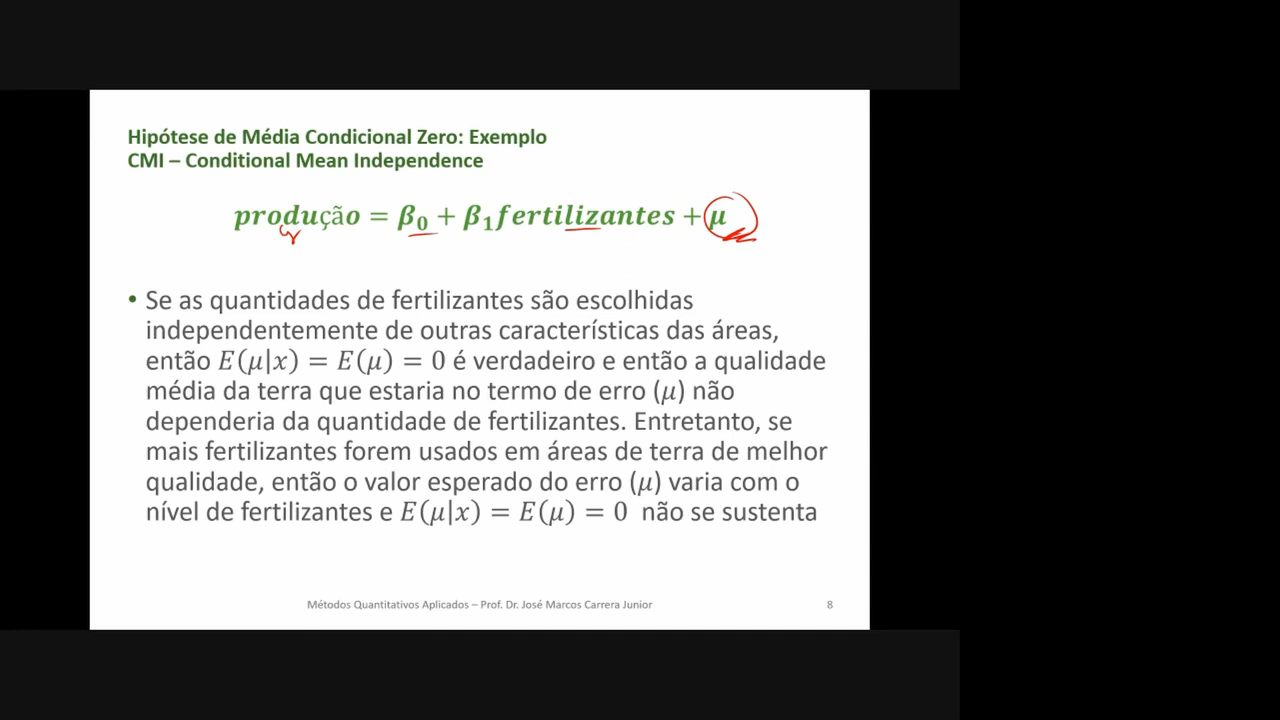 Hipótese de Média Condicional Zero: Exemplo
CMI – Conditional Mean Independence
produção = β₀ + β₁fertilizantes + μ
• Se as quantidades de fertilizantes são escolhidas
independentemente de outras características das áreas,
então E(μ|x) = E(μ) = 0 é verdadeiro e então a qualidade
média da terra que estaria no termo de erro (μ) não
dependeria da quantidade de fertilizantes. Entretanto, se
mais fertilizantes forem usados em áreas de terra de melhor
qualidade, então o valor esperado do erro (μ) varia com o
nível de fertilizantes e E(μ|x) = E(μ) = 0 não se sustenta
Métodos Quantitativos Aplicados – Prof. Dr. José Marcos Carrera Junior 8